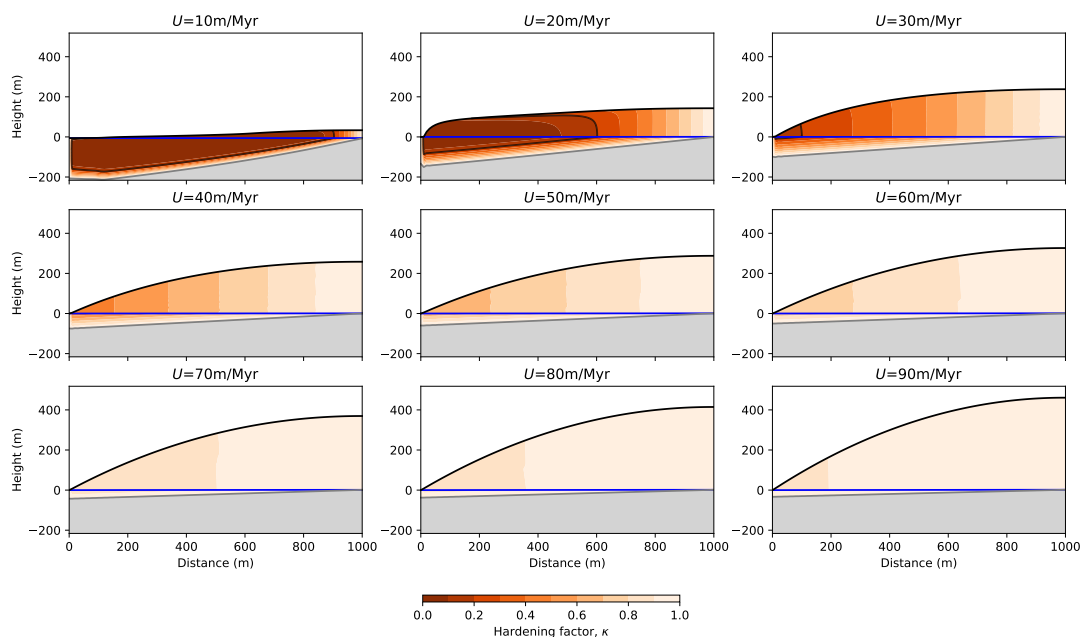 U=10m/Myr
U=20m/Myr
U=30m/Myr
Height (m)
400
200
0
−200
U=40m/Myr
U=50m/Myr
U=60m/Myr
Height (m)
400
200
0
−200
U=70m/Myr
U=80m/Myr
U=90m/Myr
Height (m)
400
200
0
−200
0 200 400 600 800 1000
0 200 400 600 800 1000
0 200 400 600 800 1000
Distance (m)
Distance (m)
Distance (m)
0.0 0.2 0.4 0.6 0.8 1.0
Hardening factor, κ